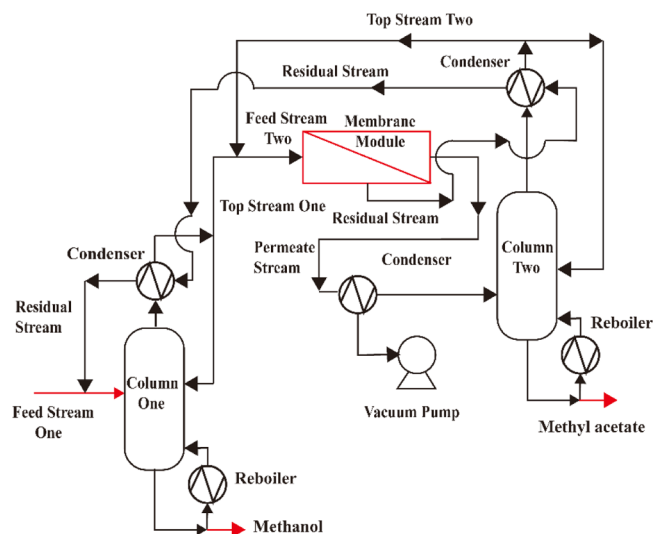 Top Stream Two
Condenser
Residual Stream
Feed Stream
Two
Membrane
Module
Top Stream One
Residual Stream
Condenser
Permeate
Stream
Condenser
Column
Two
Residual
Stream
Reboiler
Column
One
Feed Stream
One
Vacuum Pump
Methyl acetate
Reboiler
Methanol